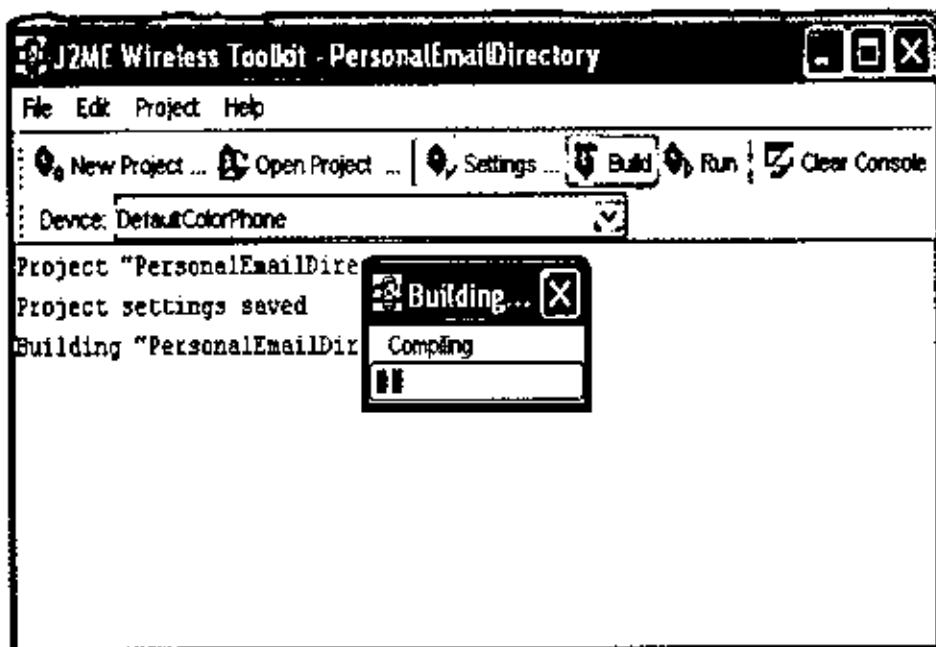 J2ME Wireless Toolkit - PersonalEmailDirectory
File Edit Project Help
New Project ... Open Project ... Settings ... Build Run Clear Console
Device: DefaultColorPhone
Project "PersonalEmailDire
Project settings saved
Building "PersonalEmailDir
Building...
Compiling